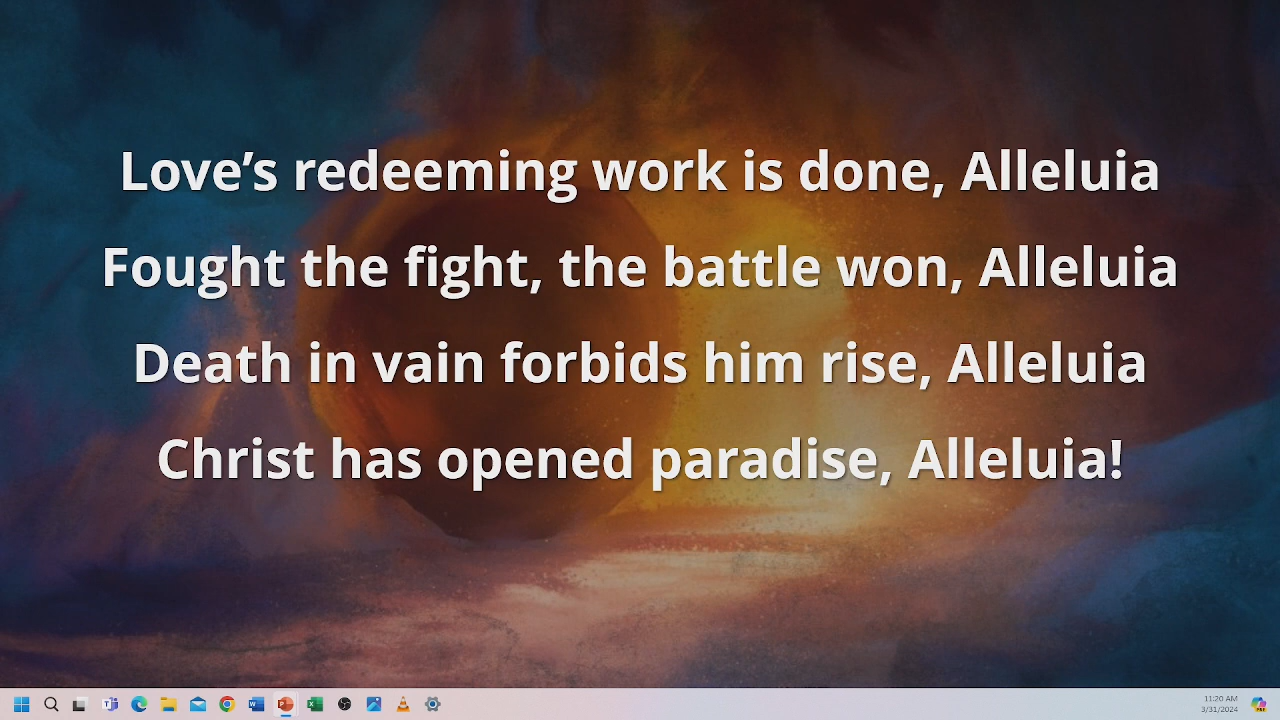 Love’s redeeming work is done, Alleluia
Fought the fight, the battle won, Alleluia
Death in vain forbids him rise, Alleluia
Christ has opened paradise, Alleluia!
11:20 AM
3/31/2024